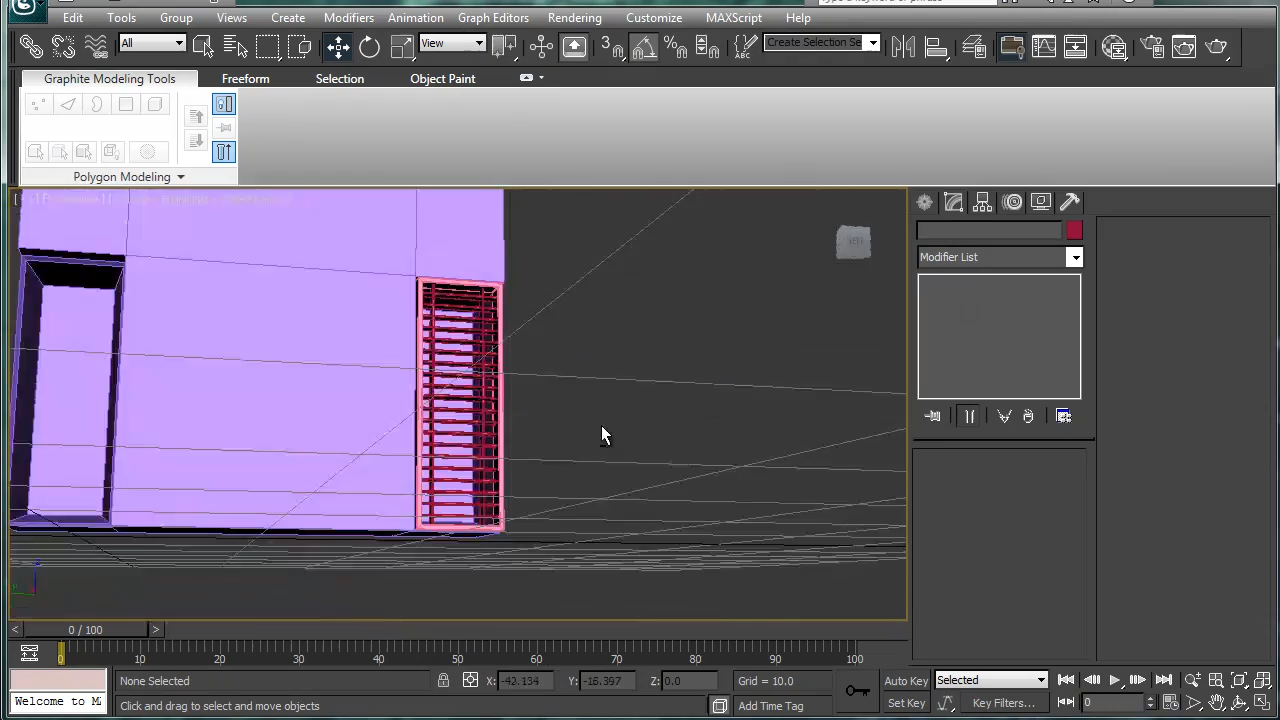 Edit Tools Group Views Create Modifiers Animation Graph Editors Rendering Customize MAXScript Help
All View 3 ABC Create Selection Se
Graphite Modeling Tools Freeform Selection Object Paint
Polygon Modeling
Modifier List
0 / 100
0 10 20 30 40 50 60 70 80 90 100
None Selected X: -42.134 Y: -16.397 Z: 0.0 Grid = 10.0 Auto Key Selected
Welcome to M Click and drag to select and move objects Add Time Tag Set Key Key Filters... 0